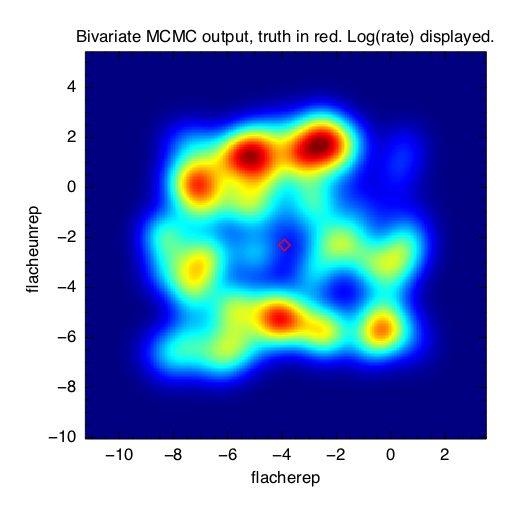 Bivariate MCMC output, truth in red. Log(rate) displayed.
4
2
0
−2
−4
−6
−8
−10
flacheunrep
−10 −8 −6 −4 −2 0 2
flacherep